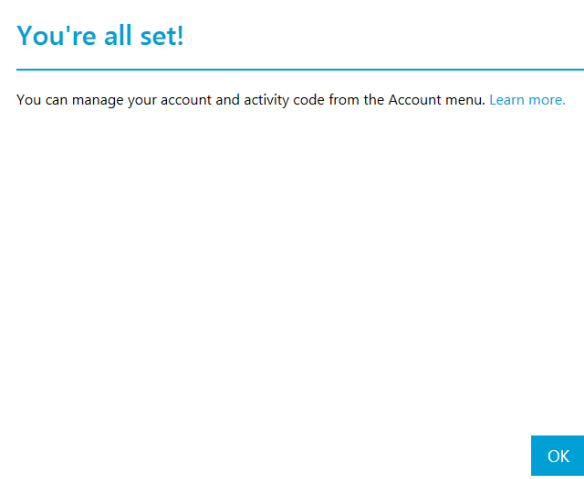 You're all set!
You can manage your account and activity code from the Account menu. Learn more.
OK